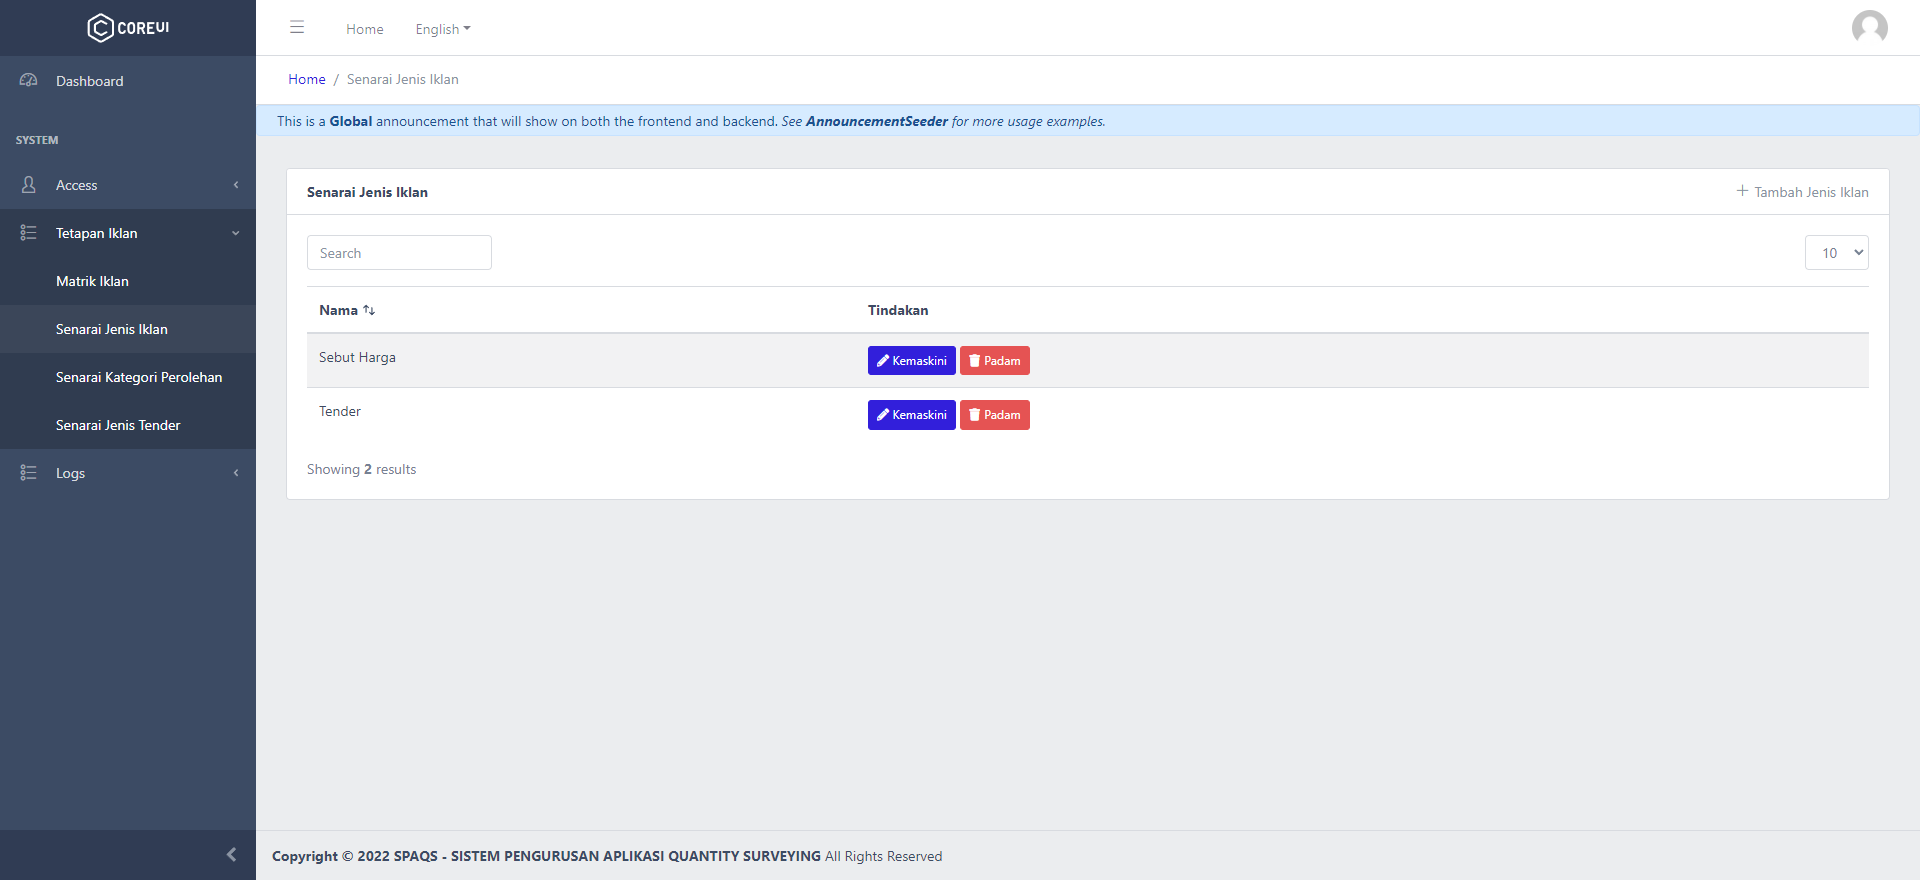 COREUI
Home
English
Dashboard
Home / Senarai Jenis Iklan
This is a Global announcement that will show on both the frontend and backend. See AnnouncementSeeder for more usage examples.
SYSTEM
Access
Tetapan Iklan
Matrik Iklan
Senarai Jenis Iklan
Senarai Kategori Perolehan
Senarai Jenis Tender
Logs
Senarai Jenis Iklan
Tambah Jenis Iklan
Search
10
Nama
Tindakan
Sebut Harga
Kemaskini
Padam
Tender
Kemaskini
Padam
Showing 2 results
Copyright © 2022 SPAQS - SISTEM PENGURUSAN APLIKASI QUANTITY SURVEYING All Rights Reserved